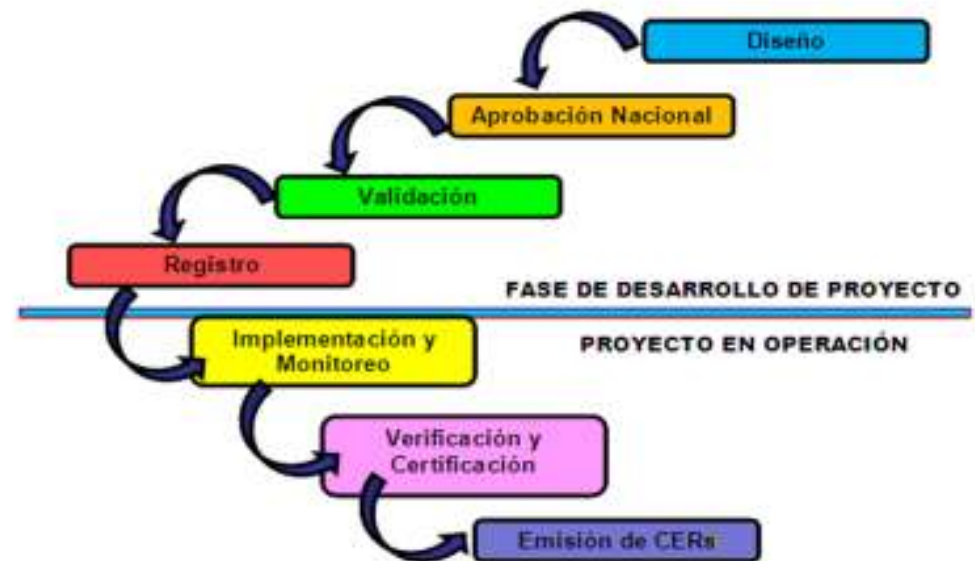 Diseño
Aprobación Nacional
Validación
Registro
FASE DE DESARROLLO DE PROYECTO
PROYECTO EN OPERACIÓN
Implementación y
Monitoreo
Verificación y
Certificación
Emisión de CERs